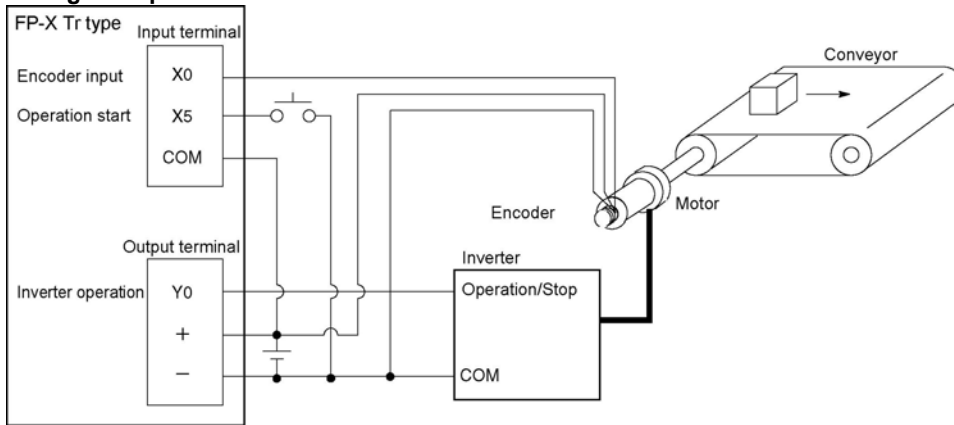 FP-X Tr type
Input terminal
Encoder input
X0
Operation start
X5
COM
Output terminal
Inverter operation
Y0
+
−
Conveyor
Encoder
Motor
Inverter
Operation/Stop
COM